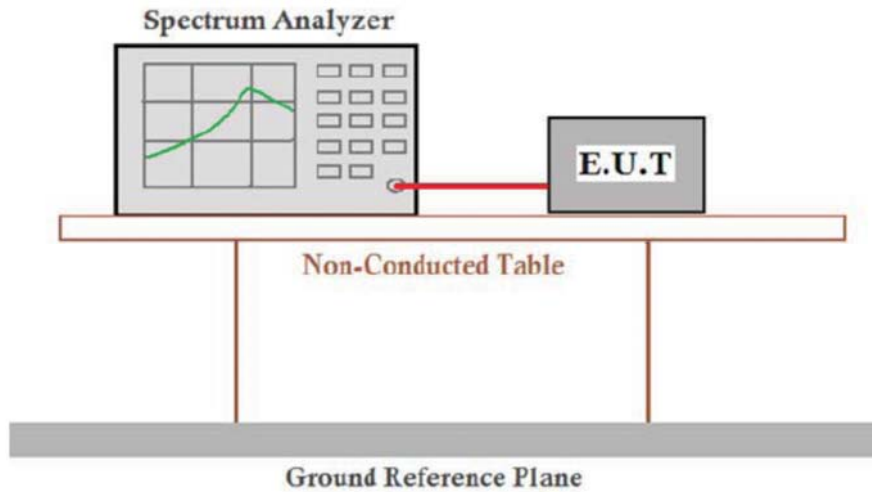 Spectrum Analyzer
E.U.T
Non-Conducted Table
Ground Reference Plane